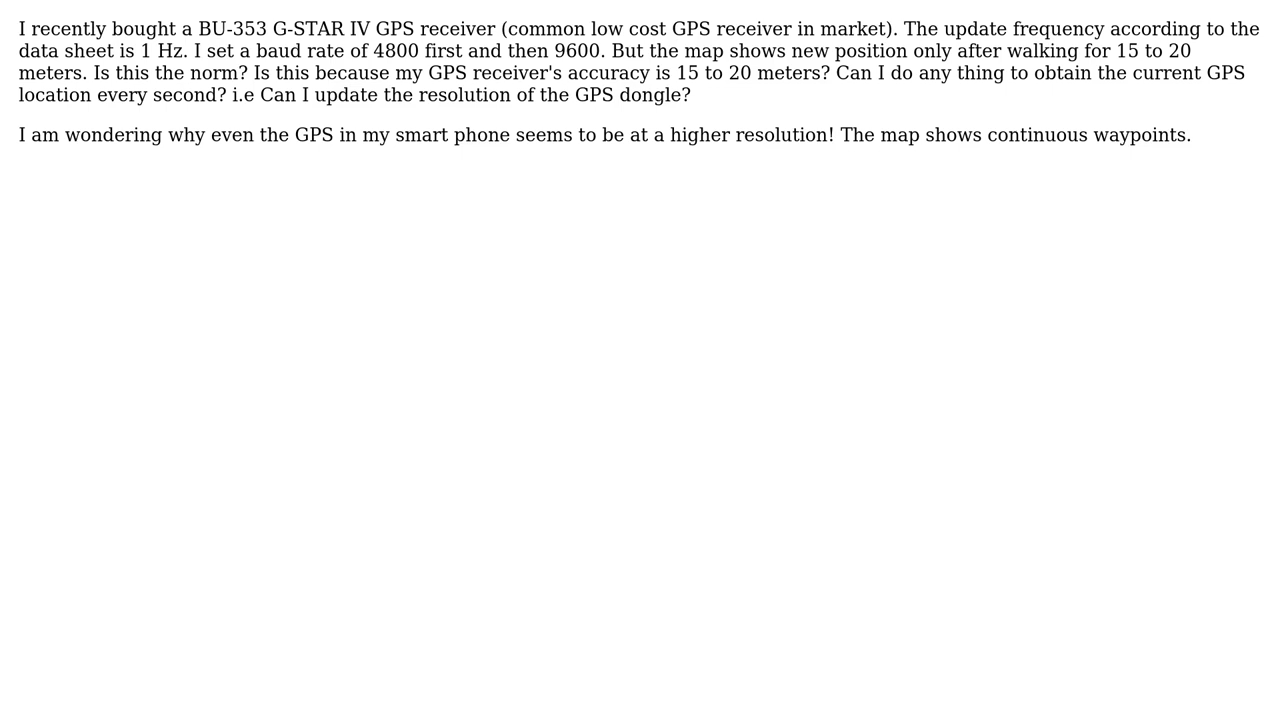 I recently bought a BU-353 G-STAR IV GPS receiver (common low cost GPS receiver in market). The update frequency according to the
data sheet is 1 Hz. I set a baud rate of 4800 first and then 9600. But the map shows new position only after walking for 15 to 20
meters. Is this the norm? Is this because my GPS receiver's accuracy is 15 to 20 meters? Can I do any thing to obtain the current GPS
location every second? i.e Can I update the resolution of the GPS dongle?
I am wondering why even the GPS in my smart phone seems to be at a higher resolution! The map shows continuous waypoints.